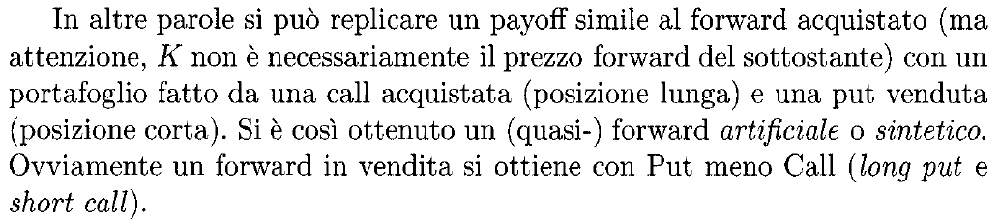 In altre parole si può replicare un payoff simile al forward acquistato (ma
attenzione, K non è necessariamente il prezzo forward del sottostante) con un
portafoglio fatto da una call acquistata (posizione lunga) e una put venduta
(posizione corta). Si è così ottenuto un (quasi-) forward artificiale o sintetico.
Ovviamente un forward in vendita si ottiene con Put meno Call (long put e
short call).